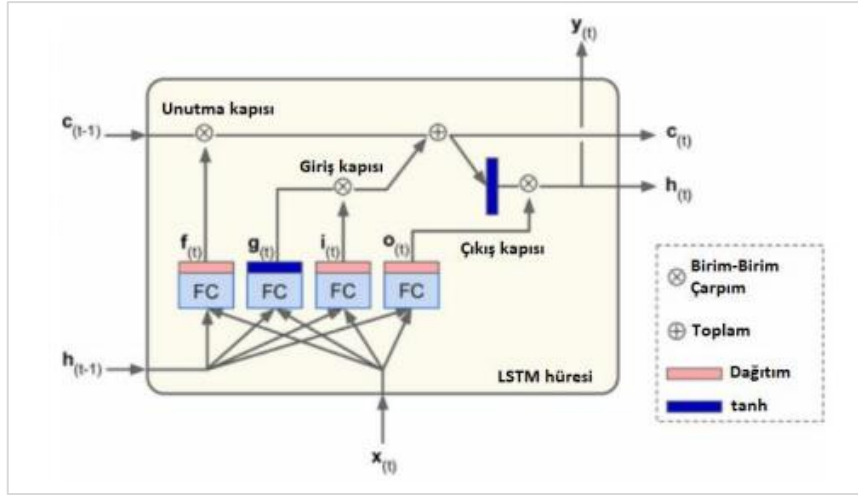 y(t)
Unutma kapısı
c(t-1)
c(t)
Giriş kapısı
h(t)
f(t)
g(t)
i(t)
o(t)
Çıkış kapısı
FC
FC
FC
FC
h(t-1)
LSTM hüresi
x(t)
Birim-Birim
Çarpım
Toplam
Dağıtım
tanh